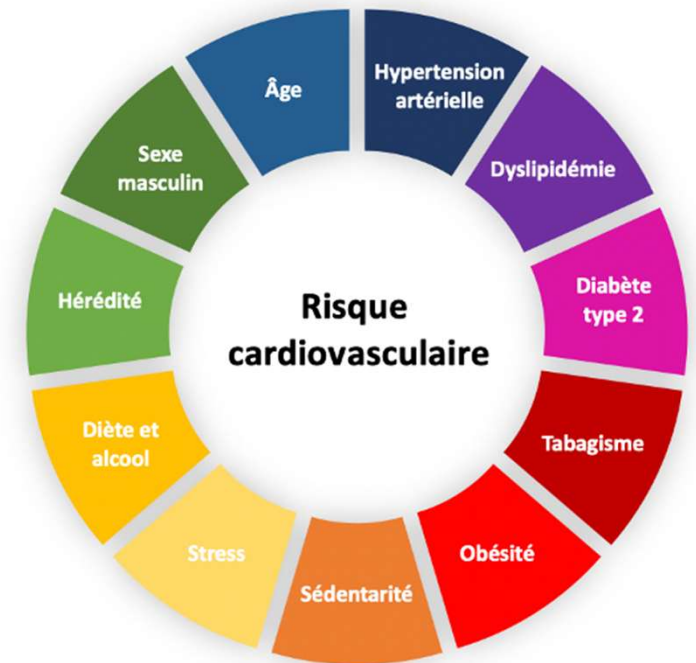 Risque
cardiovasculaire
Hypertension
artérielle
Dyslipidémie
Diabète
type 2
Tabagisme
Obésité
Sédentarité
Stress
Diète et
alcool
Hérédité
Sexe
masculin
Âge